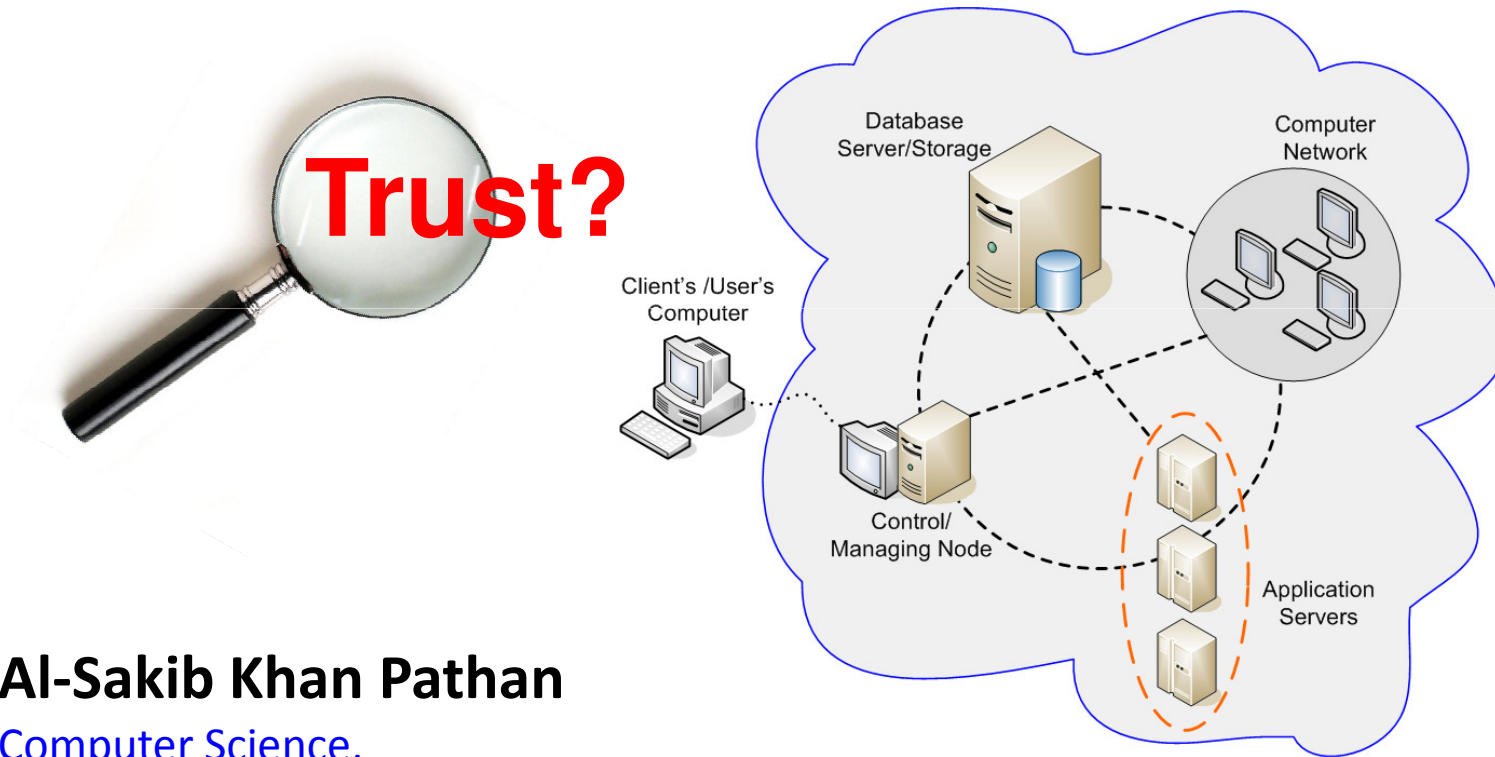 Trust?
Database
Server/Storage
Computer
Network
Client's /User's
Computer
Control/
Managing Node
Application
Servers
Al-Sakib Khan Pathan
Computer Science,